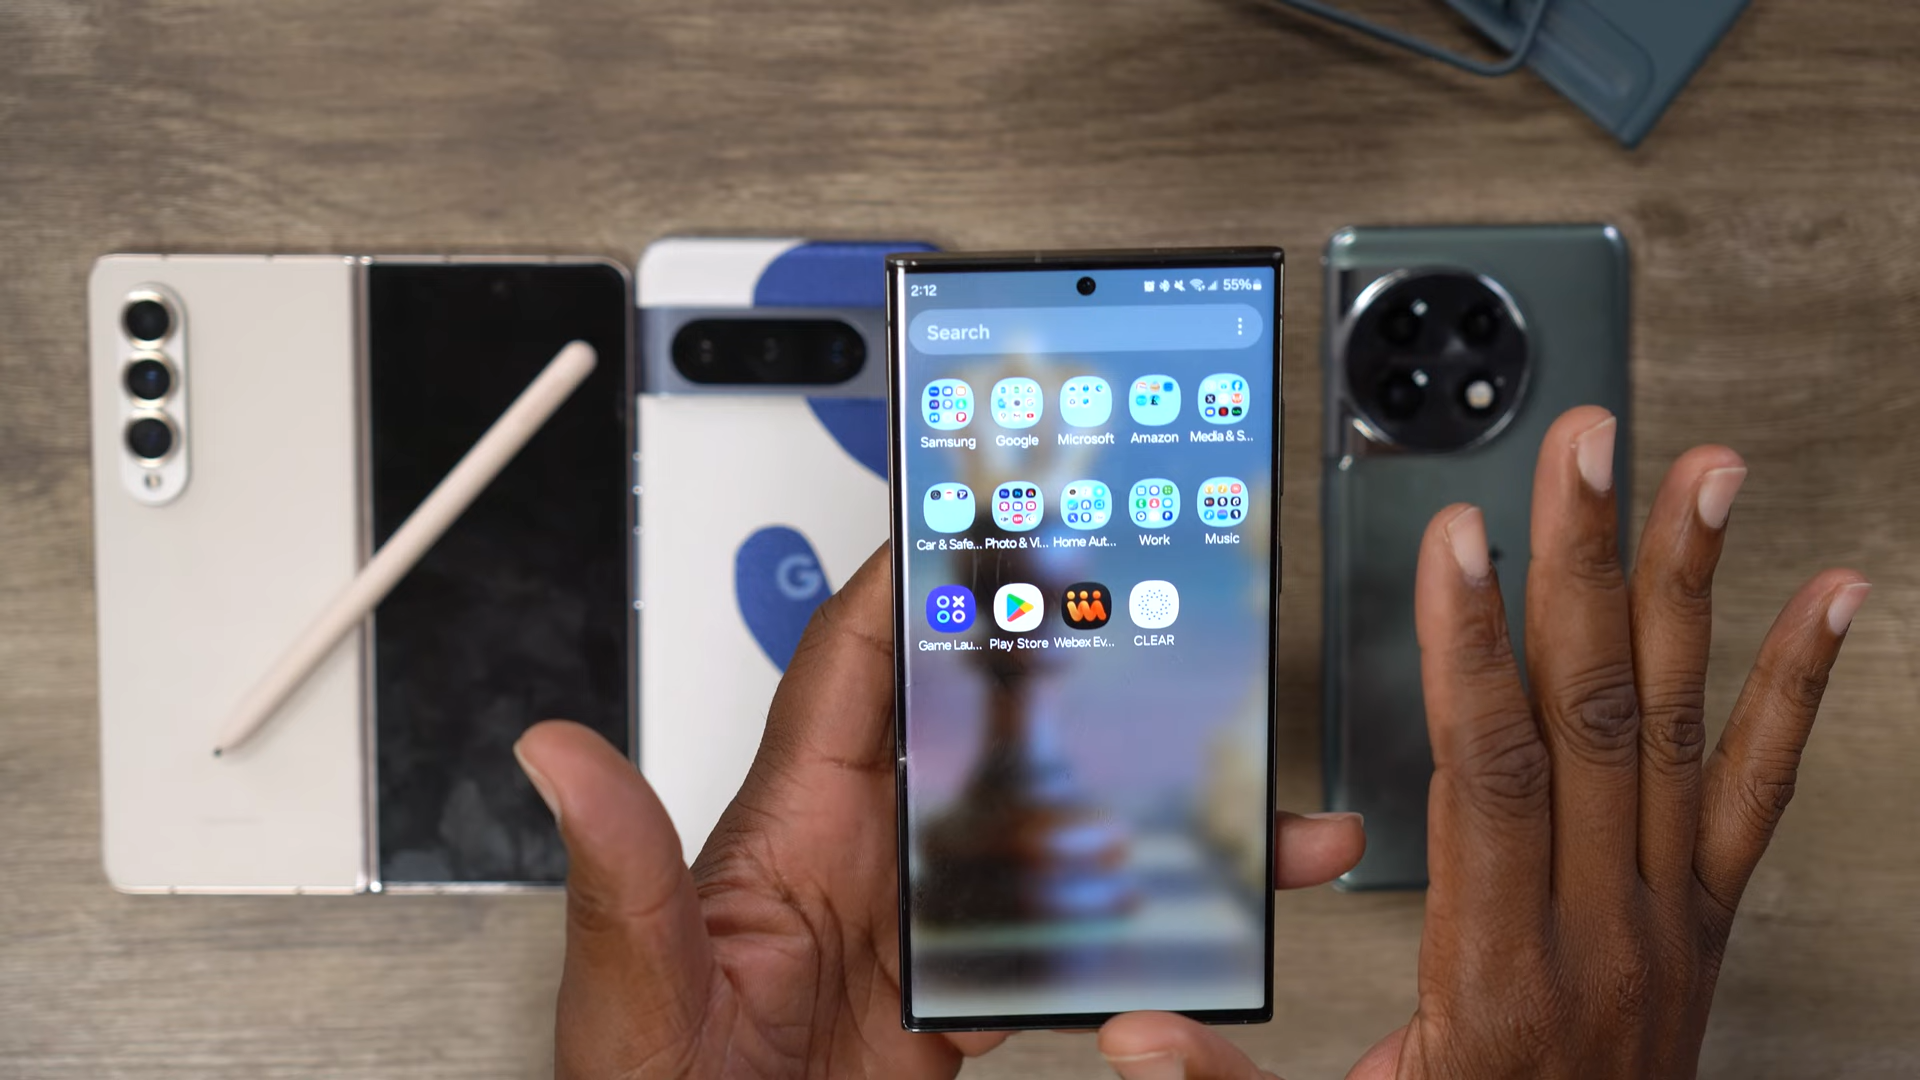 2:12
55%
Search
Samsung Google Microsoft Amazon Media & S...
Car & Safe... Photo & Vi... Home Aut... Work Music
Game Lau... Play Store Webex Ev... CLEAR
G